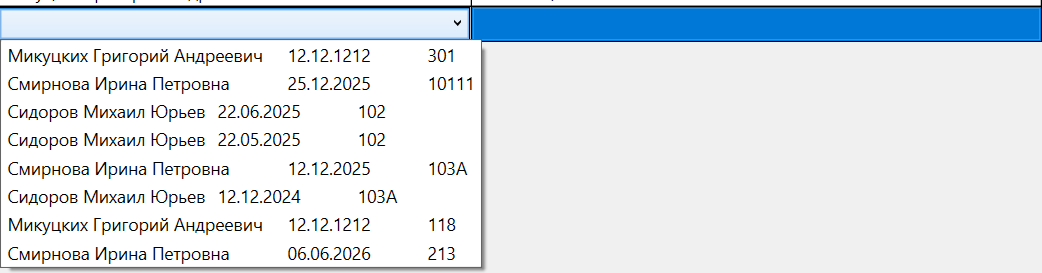 Микуцких Григорий Андреевич 12.12.1212 301
Смирнова Ирина Петровна 25.12.2025 10111
Сидоров Михаил Юрьев 22.06.2025 102
Сидоров Михаил Юрьев 22.05.2025 102
Смирнова Ирина Петровна 12.12.2025 103А
Сидоров Михаил Юрьев 12.12.2024 103А
Микуцких Григорий Андреевич 12.12.1212 118
Смирнова Ирина Петровна 06.06.2026 213